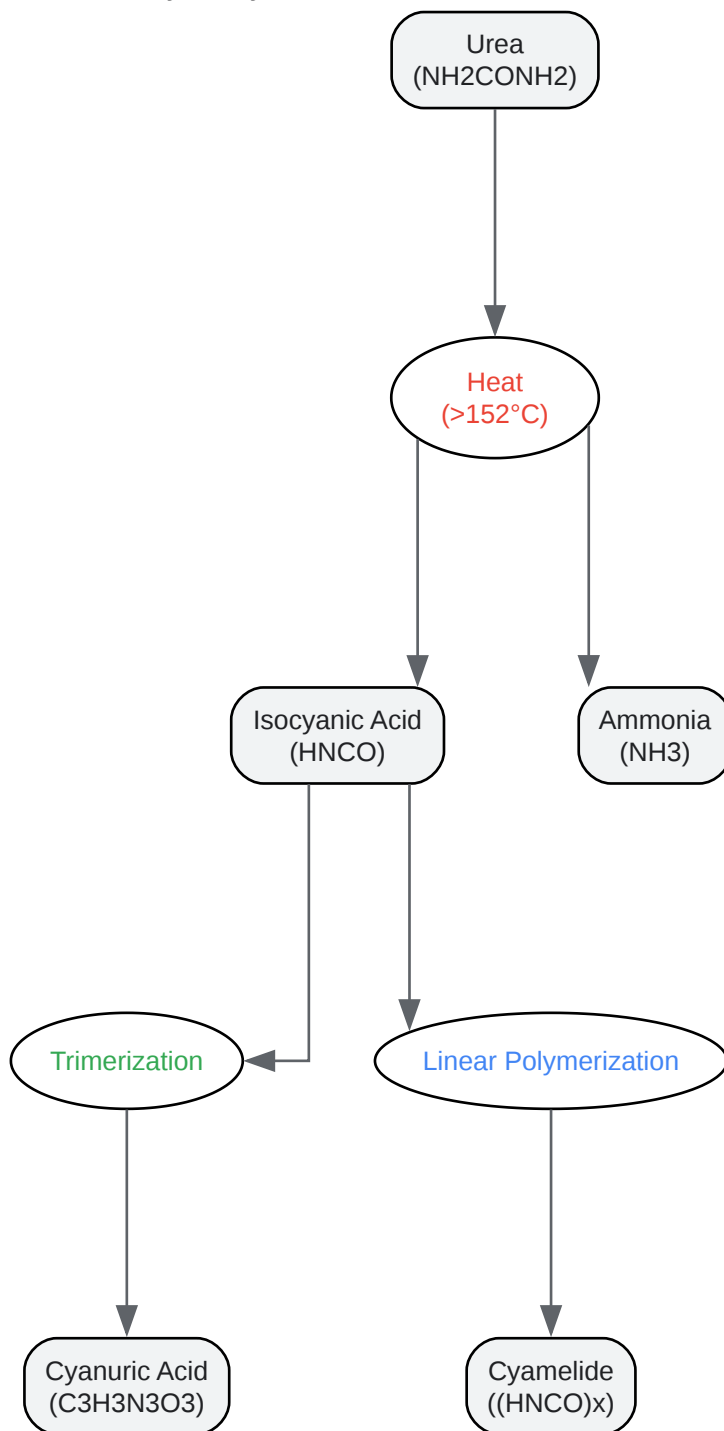 Urea
(NH2CONH2)
Heat
(>152°C)
Isocyanic Acid
(HNCO)
Ammonia
(NH3)
Trimerization
Linear Polymerization
Cyanuric Acid
(C3H3N3O3)
Cyamelide
((HNCO)x)